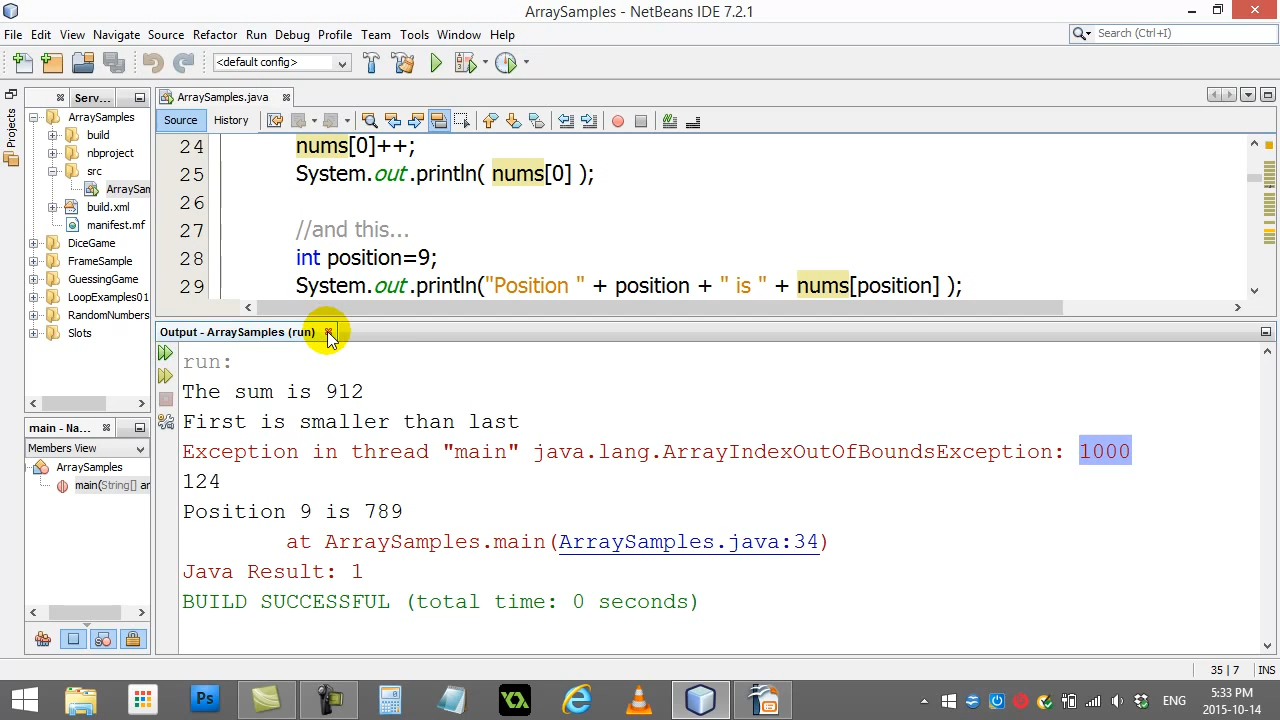 ArraySamples - NetBeans IDE 7.2.1
File Edit View Navigate Source Refactor Run Debug Profile Team Tools Window Help
Search (Ctrl+I)
<default config>
Projects
Serv...
ArraySamples
build
nbproject
src
ArraySam
build.xml
manifest.mf
DiceGame
FrameSample
GuessingGame
LoopExamples01
RandomNumbers
Slots
main - Na...
Members View
ArraySamples
main(String[] ar
ArraySamples.java
Source History
24 nums[0]++;
25 System.out.println( nums[0] );
26
27 //and this...
28 int position=9;
29 System.out.println("Position " + position + " is " + nums[position] );
Output - ArraySamples (run)
run:
The sum is 912
First is smaller than last
Exception in thread "main" java.lang.ArrayIndexOutOfBoundsException: 1000
124
Position 9 is 789
at ArraySamples.main(ArraySamples.java:34)
Java Result: 1
BUILD SUCCESSFUL (total time: 0 seconds)
35 | 7 INS
Ps
ENG
5:33 PM
2015-10-14